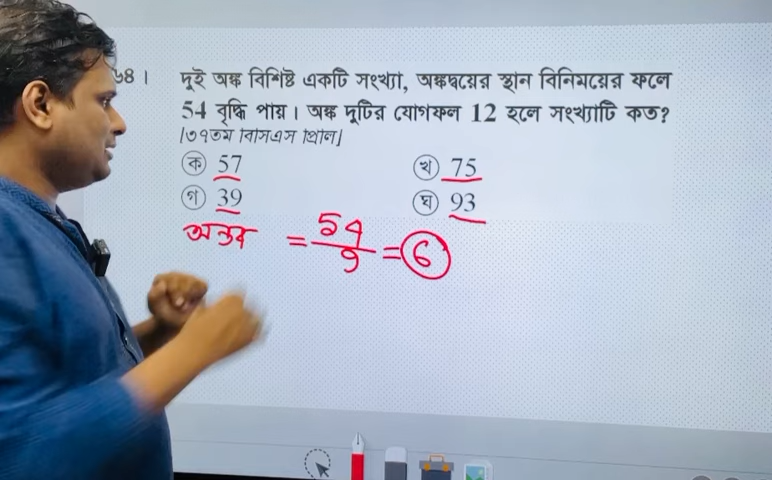 ৬৪। দুই অঙ্ক বিশিষ্ট একটি সংখ্যা, অঙ্কদ্বয়ের স্থান বিনিময়ের ফলে
54 বৃদ্ধি পায়। অঙ্ক দুটির যোগফল 12 হলে সংখ্যাটি কত?
[৩৭তম বিসিএস প্রিলি]
ক 57 খ 75
গ 39 ঘ 93
অন্তর = 54/9 = 6